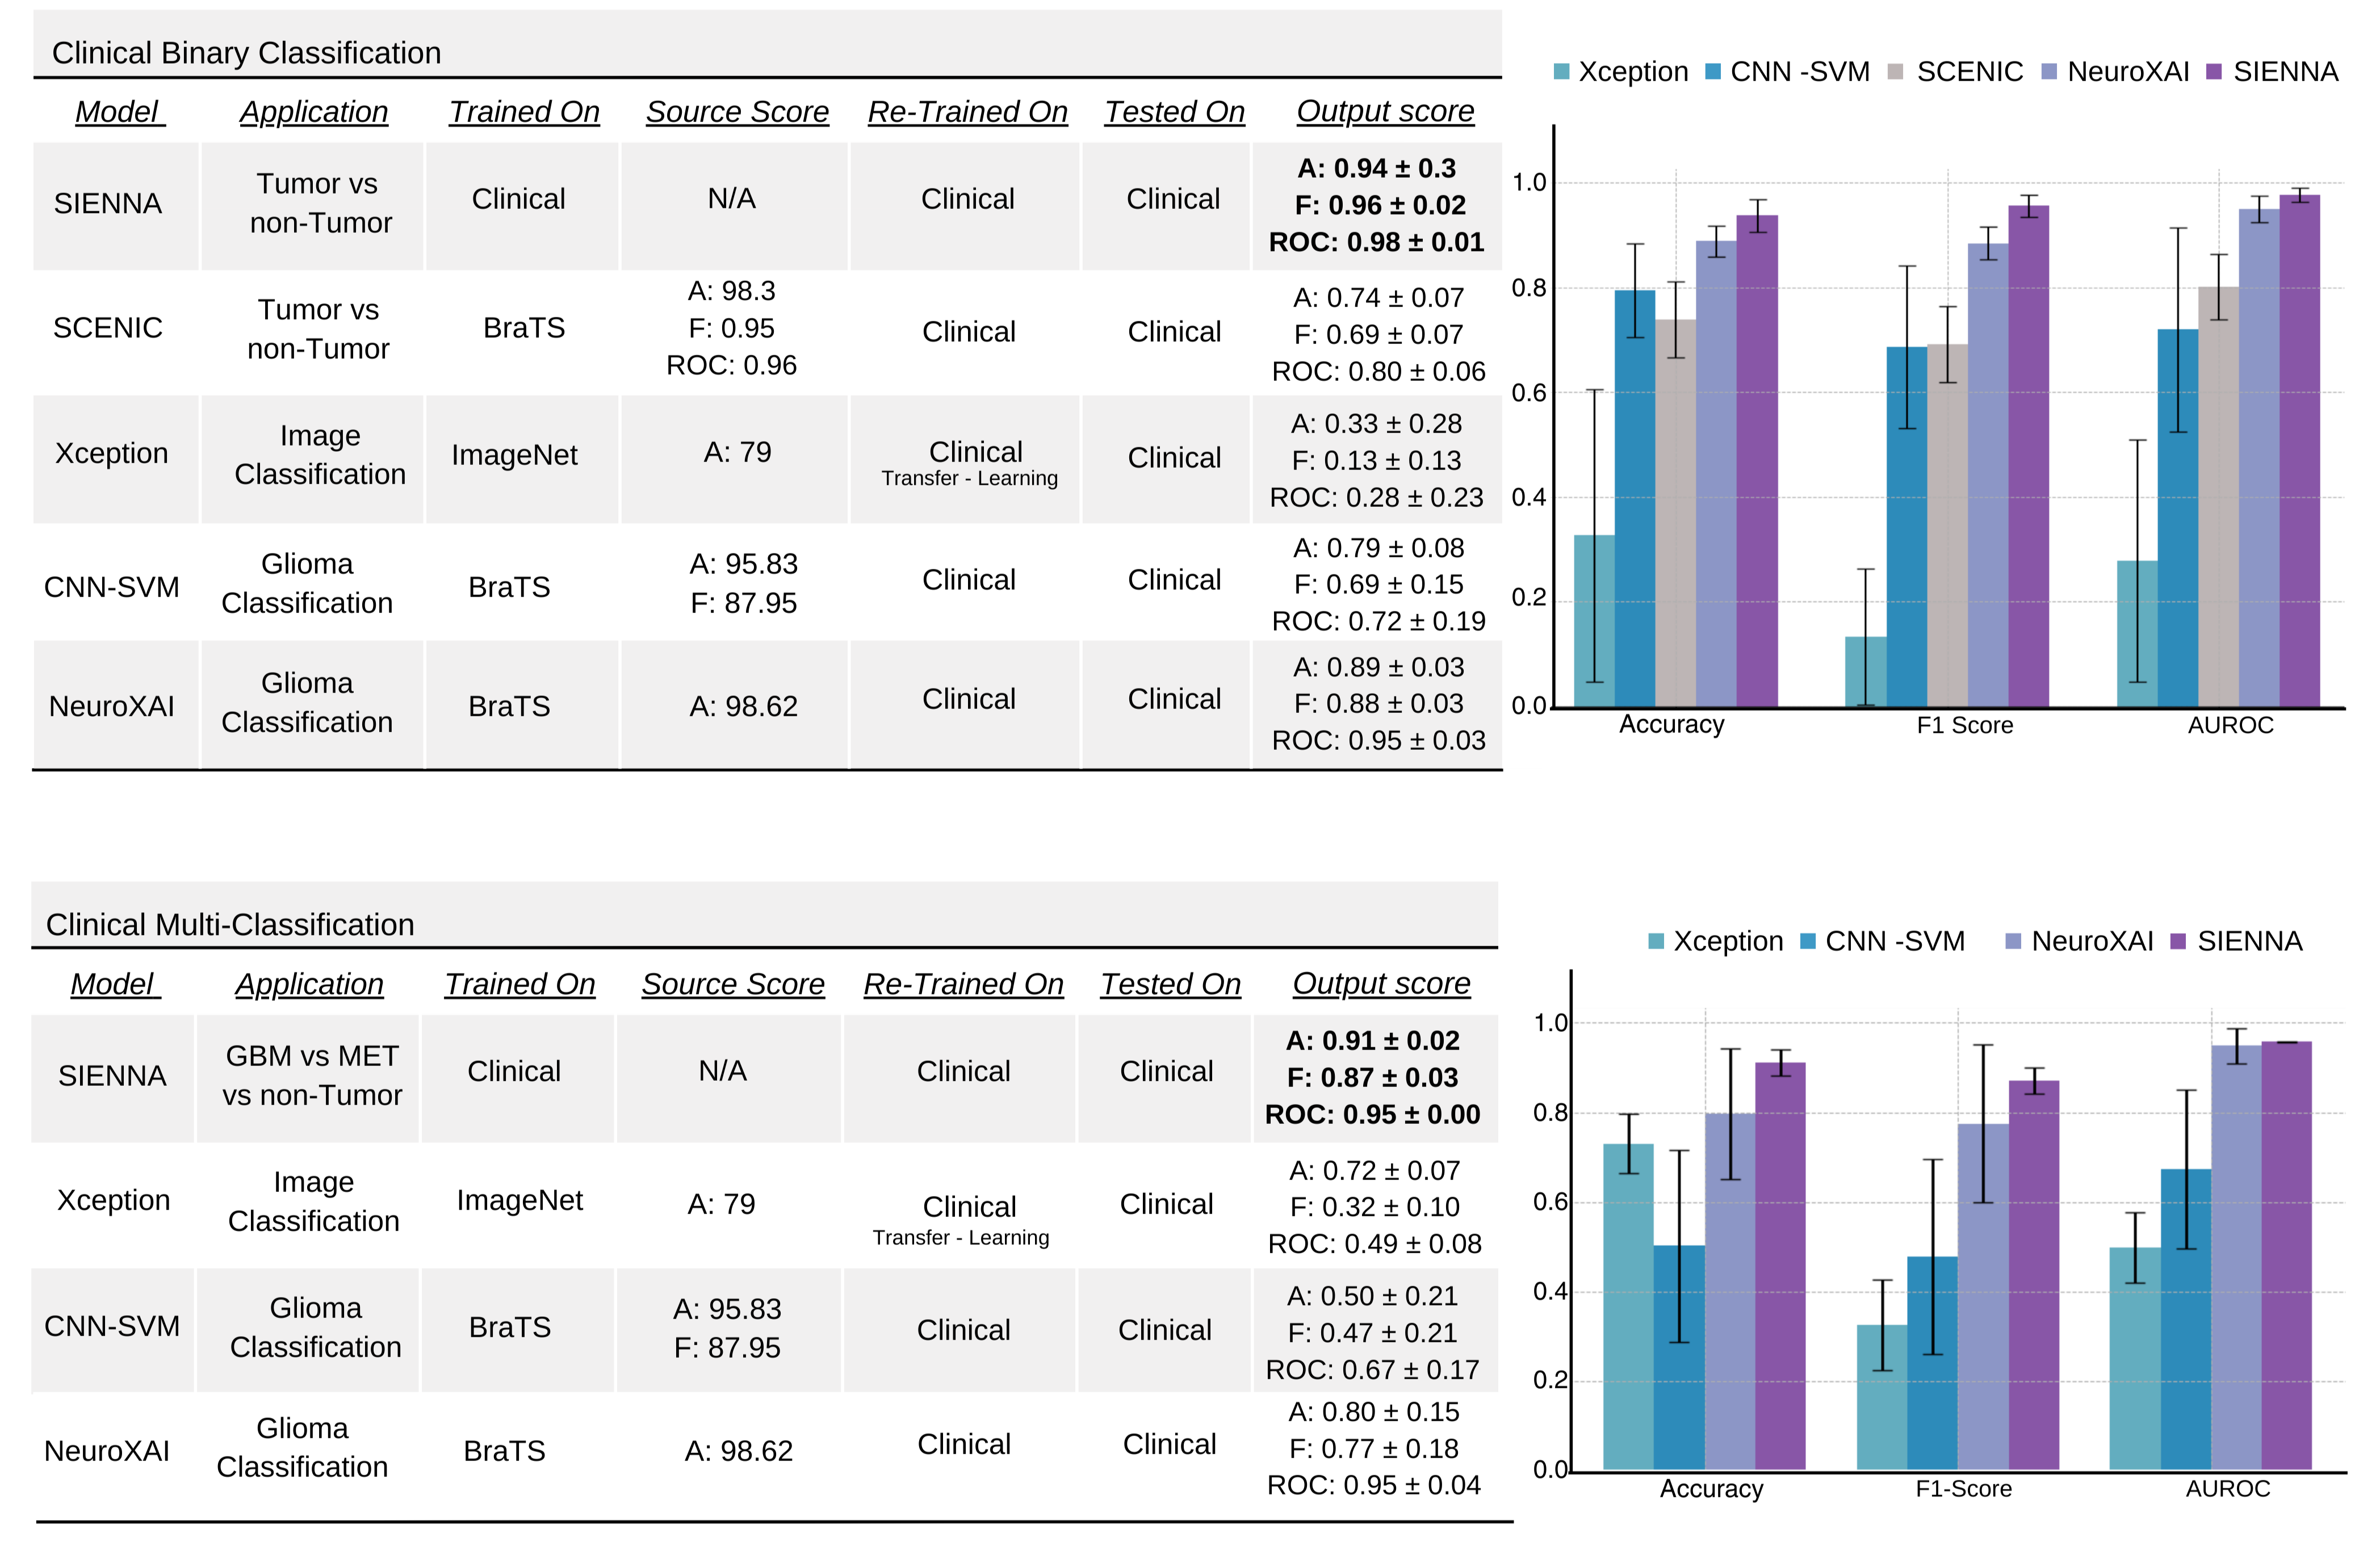 Clinical Binary Classification
Model Application Trained On Source Score Re-Trained On Tested On Output score
SIENNA
Tumor vs
non-Tumor
Clinical
N/A
Clinical
Clinical
A: 0.94 ± 0.3
F: 0.96 ± 0.02
ROC: 0.98 ± 0.01
SCENIC
Tumor vs
non-Tumor
BraTS
A: 98.3
F: 0.95
ROC: 0.96
Clinical
Clinical
A: 0.74 ± 0.07
F: 0.69 ± 0.07
ROC: 0.80 ± 0.06
Xception
Image
Classification
ImageNet
A: 79
Clinical
Transfer - Learning
Clinical
A: 0.33 ± 0.28
F: 0.13 ± 0.13
ROC: 0.28 ± 0.23
CNN-SVM
Glioma
Classification
BraTS
A: 95.83
F: 87.95
Clinical
Clinical
A: 0.79 ± 0.08
F: 0.69 ± 0.15
ROC: 0.72 ± 0.19
NeuroXAI
Glioma
Classification
BraTS
A: 98.62
Clinical
Clinical
A: 0.89 ± 0.03
F: 0.88 ± 0.03
ROC: 0.95 ± 0.03
Xception CNN -SVM SCENIC NeuroXAI SIENNA
1.0
0.8
0.6
0.4
0.2
0.0
Accuracy F1 Score AUROC
Clinical Multi-Classification
Model Application Trained On Source Score Re-Trained On Tested On Output score
SIENNA
GBM vs MET
vs non-Tumor
Clinical
N/A
Clinical
Clinical
A: 0.91 ± 0.02
F: 0.87 ± 0.03
ROC: 0.95 ± 0.00
Xception
Image
Classification
ImageNet
A: 79
Clinical
Transfer - Learning
Clinical
A: 0.72 ± 0.07
F: 0.32 ± 0.10
ROC: 0.49 ± 0.08
CNN-SVM
Glioma
Classification
BraTS
A: 95.83
F: 87.95
Clinical
Clinical
A: 0.50 ± 0.21
F: 0.47 ± 0.21
ROC: 0.67 ± 0.17
NeuroXAI
Glioma
Classification
BraTS
A: 98.62
Clinical
Clinical
A: 0.80 ± 0.15
F: 0.77 ± 0.18
ROC: 0.95 ± 0.04
Xception CNN -SVM NeuroXAI SIENNA
1.0
0.8
0.6
0.4
0.2
0.0
Accuracy F1-Score AUROC